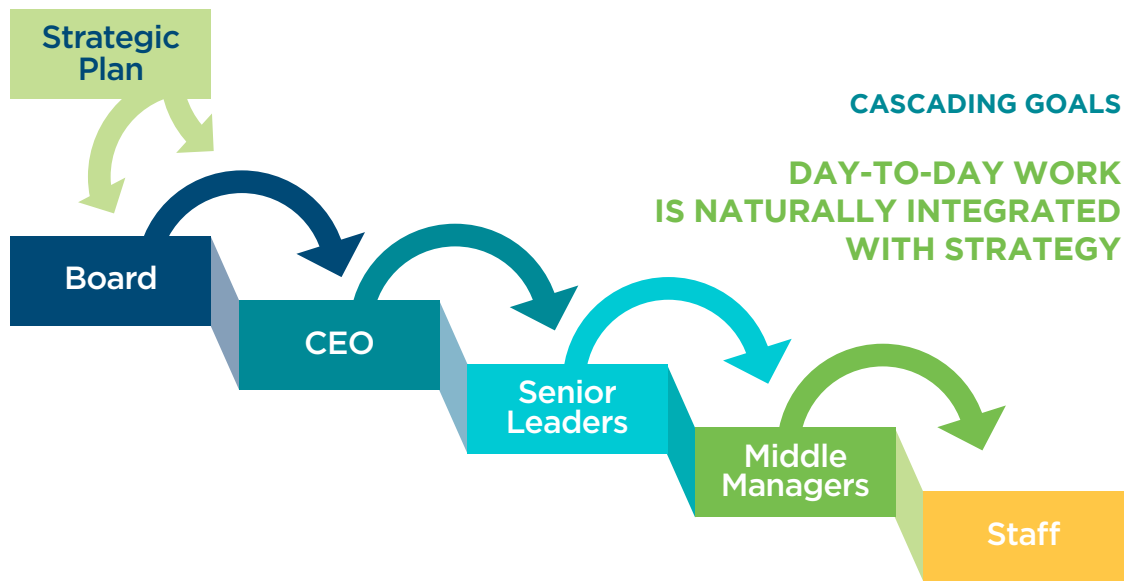 Strategic
Plan
CASCADING GOALS
DAY-TO-DAY WORK
IS NATURALLY INTEGRATED
WITH STRATEGY
Board
CEO
Senior
Leaders
Middle
Managers
Staff